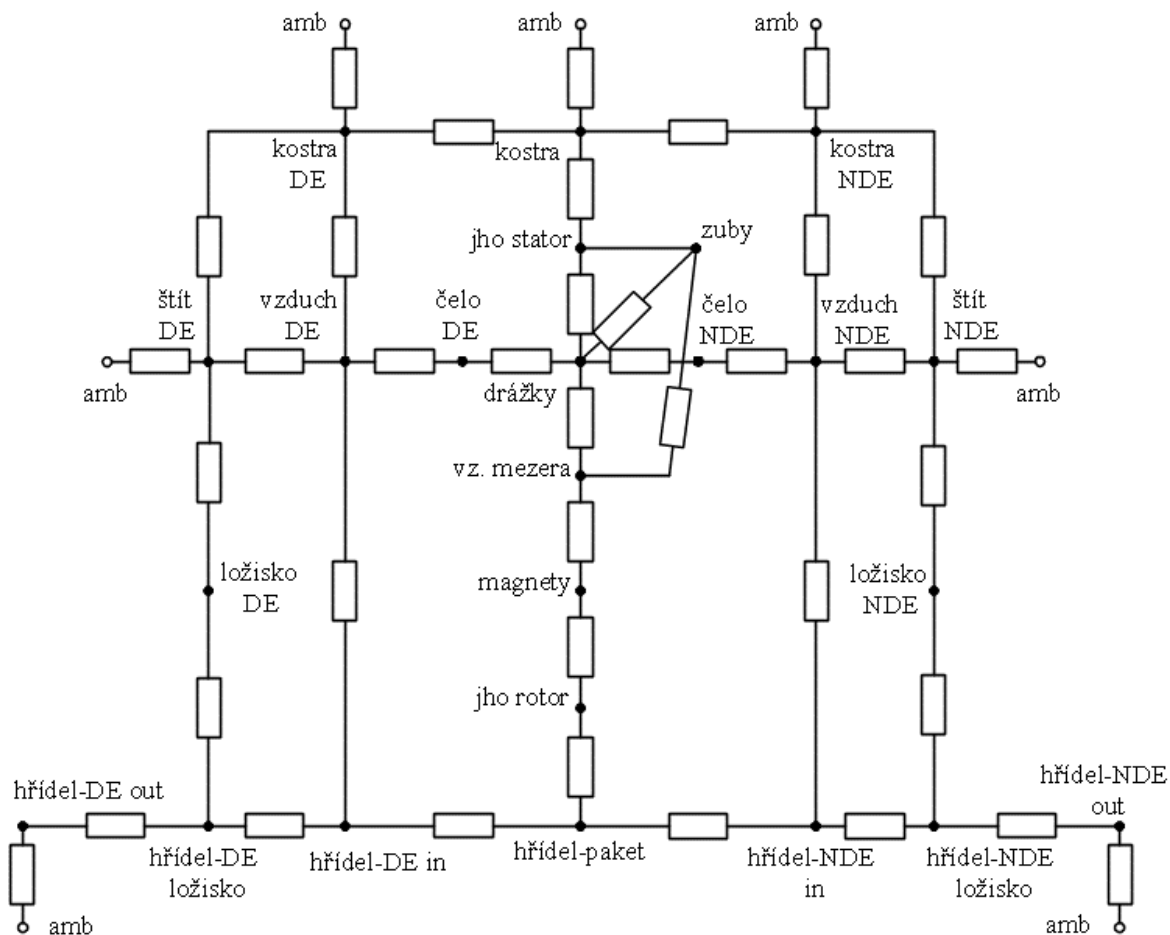 amb
amb
amb
kostra
DE
kostra
kostra
NDE
jho stator
zuby
štít
DE
vzduch
DE
čelo
DE
čelo
NDE
vzduch
NDE
štít
NDE
amb
drážky
amb
vz. mezera
ložisko
DE
magnety
ložisko
NDE
jho rotor
hřídel-DE out
hřídel-NDE
out
hřídel-DE
ložisko
hřídel-DE in
hřídel-paket
hřídel-NDE
in
hřídel-NDE
ložisko
amb
amb